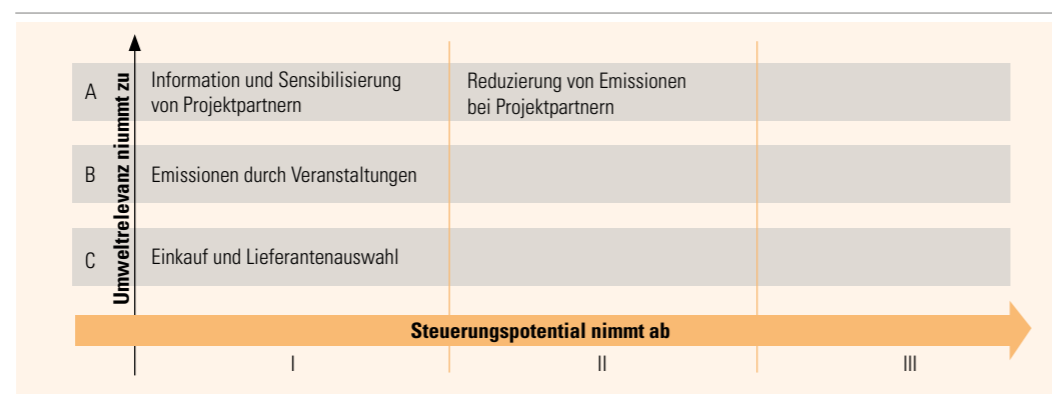 Umweltrelevanz niummt zu
A
Information und Sensibilisierung
von Projektpartnern
Reduzierung von Emissionen
bei Projektpartnern
B
Emissionen durch Veranstaltungen
C
Einkauf und Lieferantenauswahl
Steuerungspotential nimmt ab
I
II
III